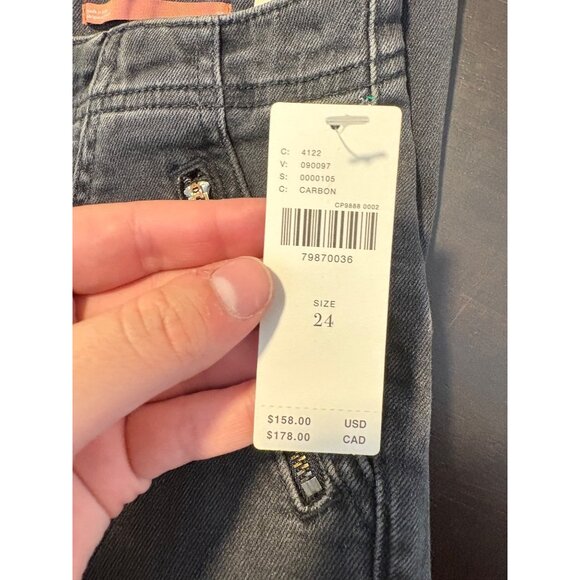 C: 4122
V: 090097
S: 0000105
C: CARBON
CP9888 0002
79870036
SIZE
24
$158.00 USD
$178.00 CAD